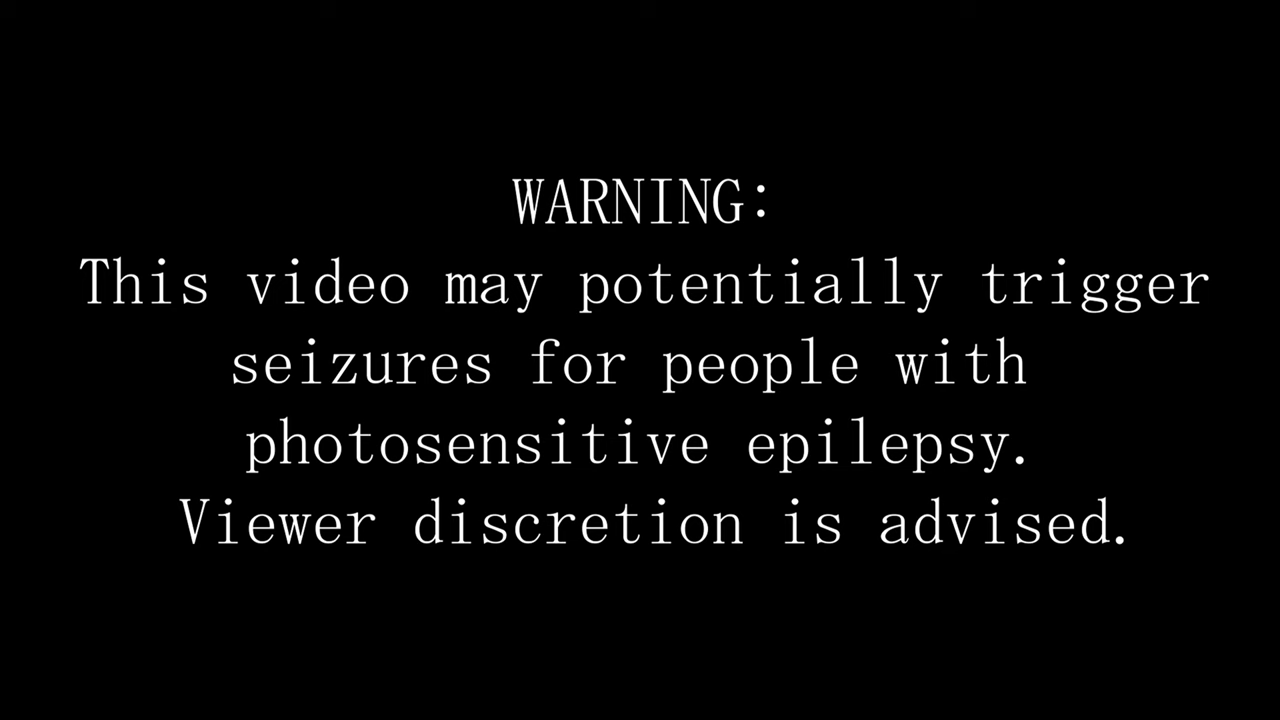 WARNING:
This video may potentially trigger
seizures for people with
photosensitive epilepsy.
Viewer discretion is advised.